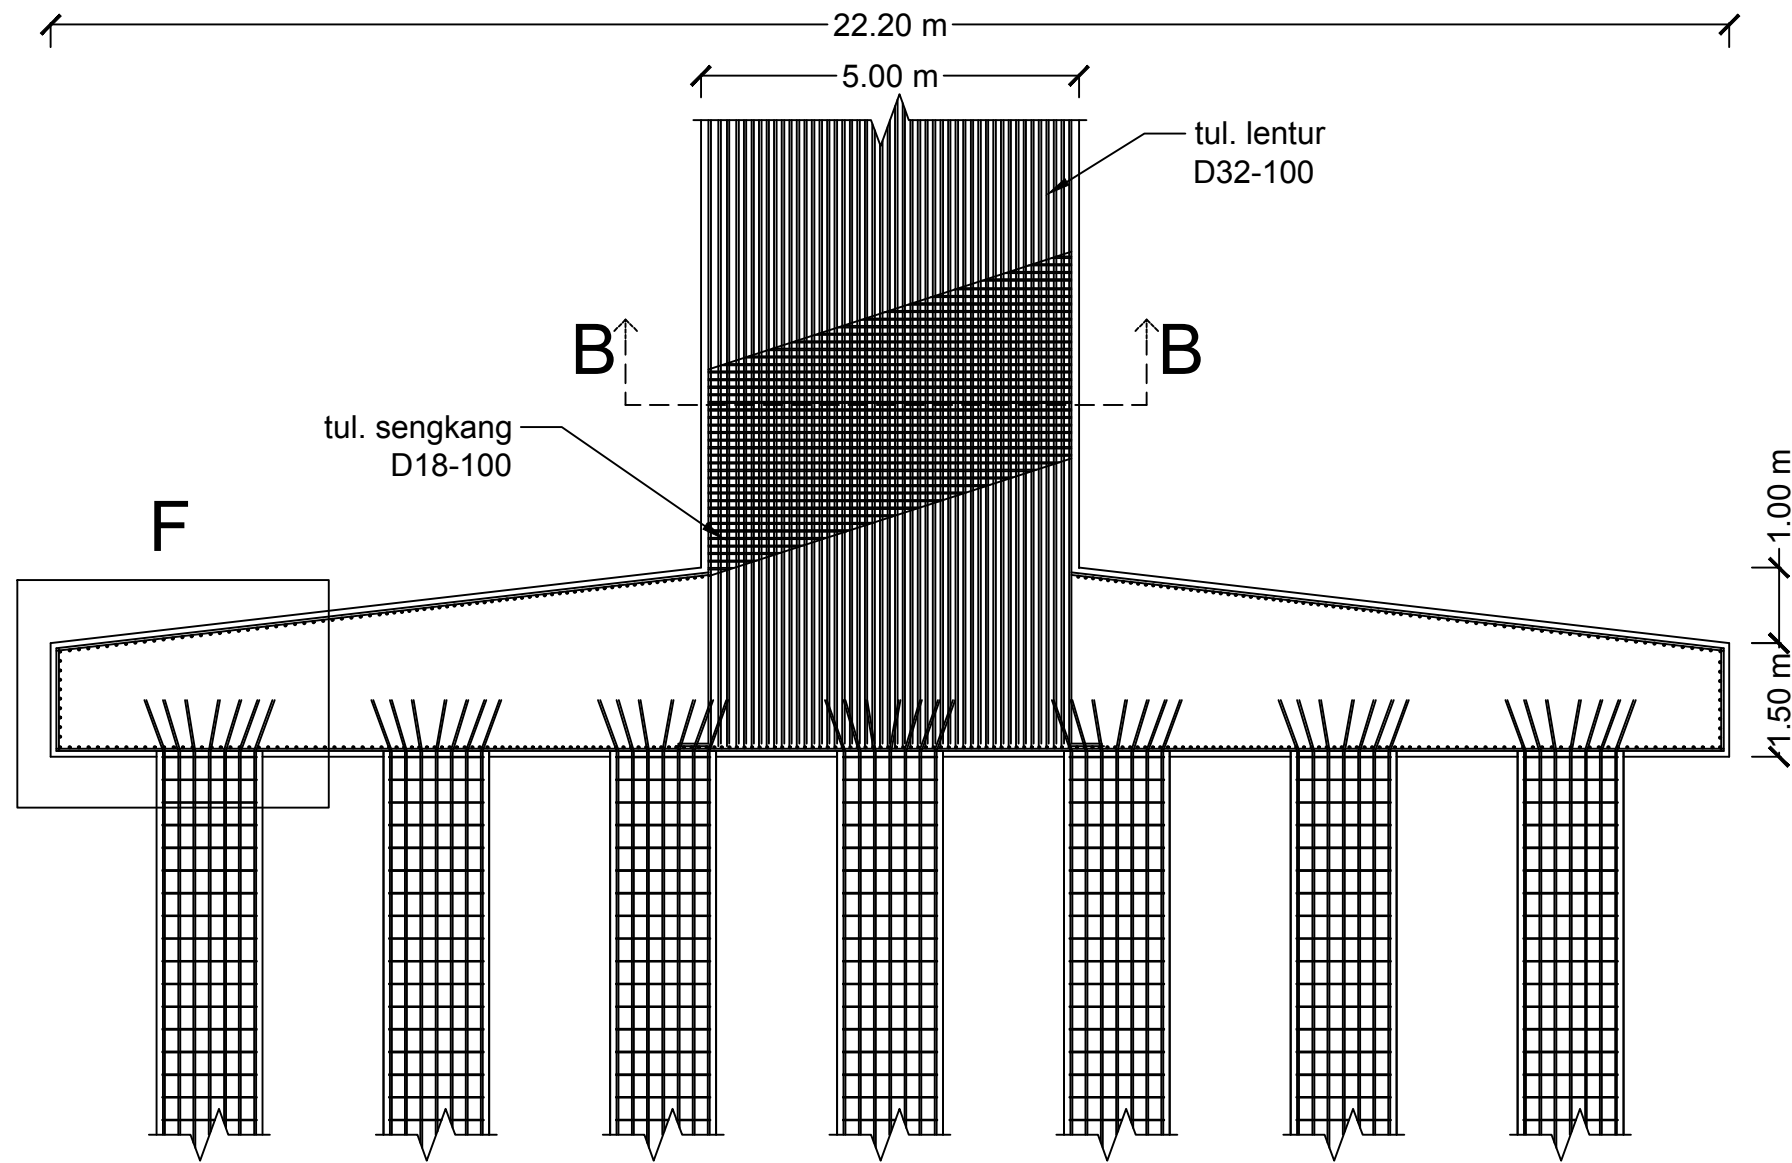 22.20 m
5.00 m
tul. lentur
D32-100
B
B
tul. sengkang
D18-100
F
1.00 m
1.50 m